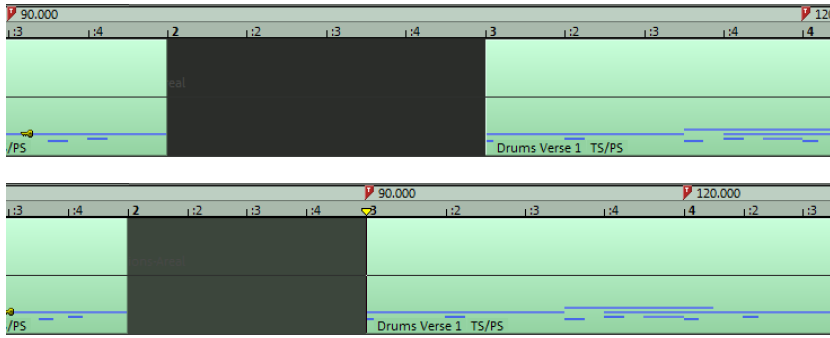 90.000 12
:3 :4 2 :2 :3 :4 3 :2 :3 :4 4
/PS Drums Verse 1 TS/PS
90.000 120.000
:3 :4 2 :2 :3 :4 3 :2 :3 :4 4 :2 :3
/PS Drums Verse 1 TS/PS